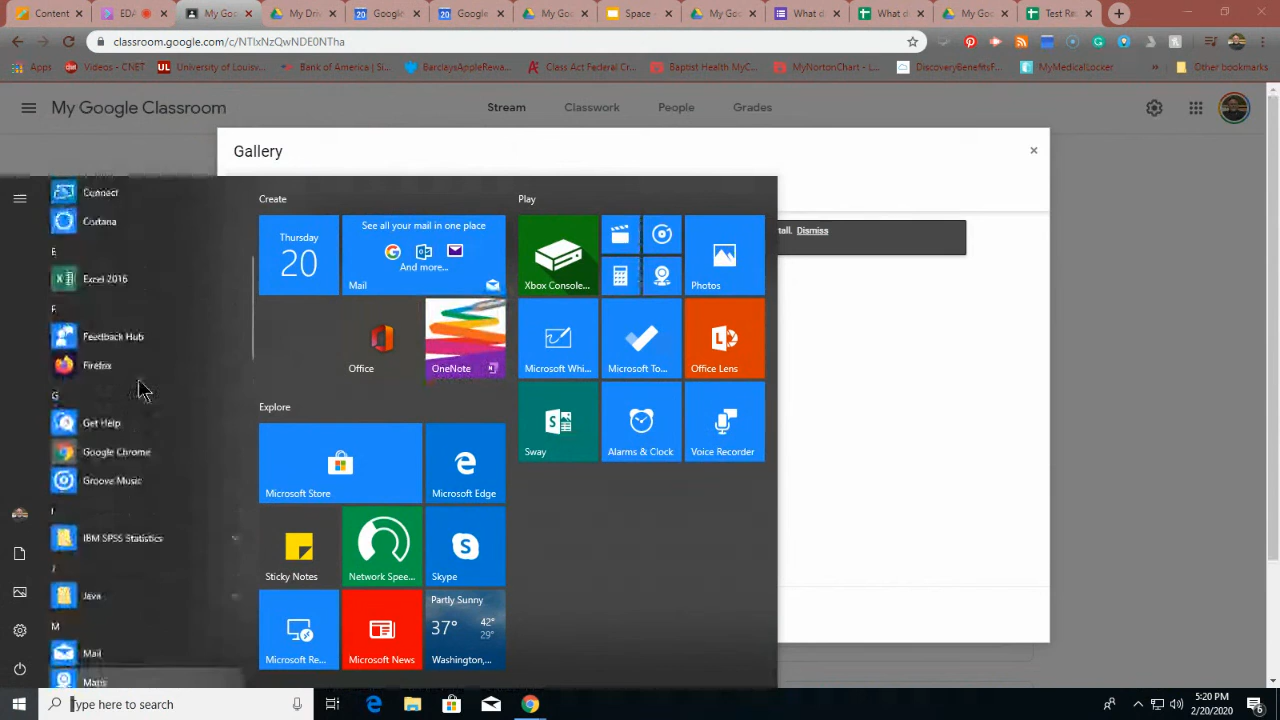 Content
EDA
My Go
My Driv
Google
Google
My Go
Space
My Go
What d
What d
My Go
Test Re
classroom.google.com/c/NTIxNzQwNDE0NTha
Apps
Videos - CNET
University of Louisv...
Bank of America | Si...
BarclaysAppleRewa...
Class Act Federal Cr...
Baptist Health MyC...
MyNortonChart - L...
DiscoveryBenefitsF...
MyMedicalLocker
»
Other bookmarks
My Google Classroom
Stream
Classwork
People
Grades
Gallery
×
tall. Dismiss
Connect
Cortana
E
Excel 2016
F
Feedback Hub
Firefox
G
Get Help
Google Chrome
Groove Music
I
IBM SPSS Statistics
J
Java
M
Mail
Maps
Create
Thursday
20
See all your mail in one place
And more...
Mail
Office
OneNote
Explore
Microsoft Store
Microsoft Edge
Sticky Notes
Network Spee...
Skype
Microsoft Re...
Microsoft News
Partly Sunny
37°
42°
29°
Washington,...
Play
Xbox Console...
Photos
Microsoft Whi...
Microsoft To...
Office Lens
Sway
Alarms & Clock
Voice Recorder
Type here to search
5:20 PM
2/20/2020
6